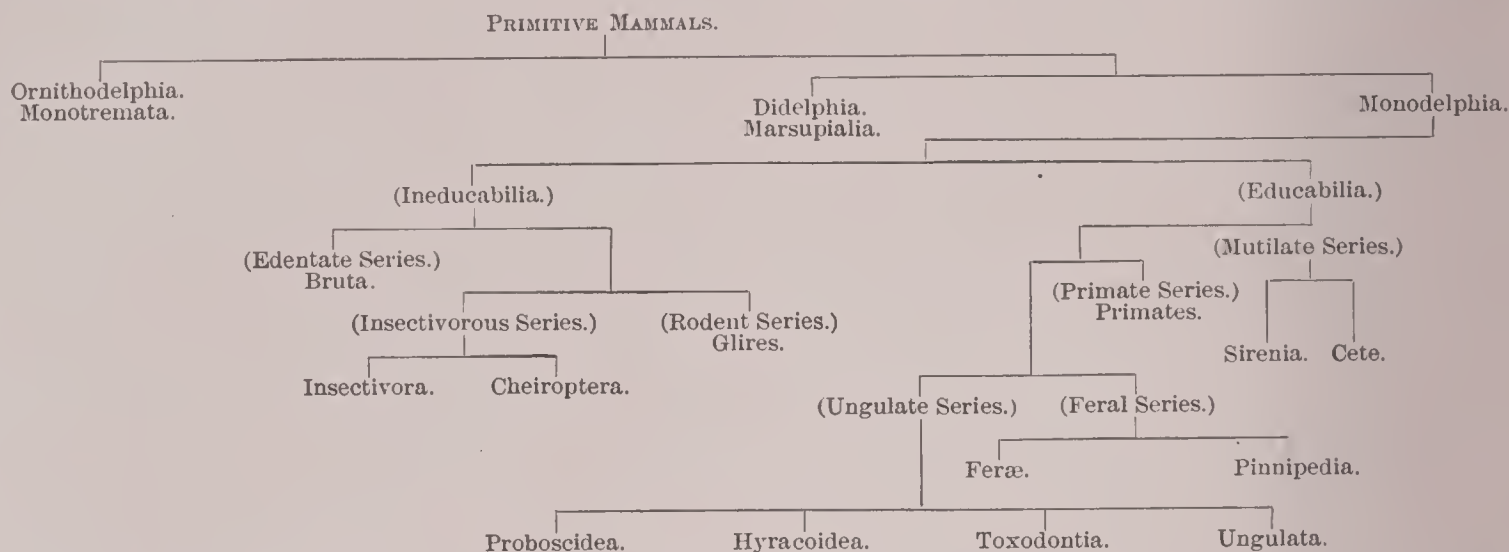 PRIMITIVE MAMMALS.
Ornithodelphia.
Monotremata.
Didelphia.
Marsupialia.
Monodelphia.
(Ineducabilia.)
(Educabilia.)
(Edentate Series.)
Bruta.
(Mutilate Series.)
(Insectivorous Series.)
(Rodent Series.)
Glires.
(Primate Series.)
Primates.
Sirenia.
Cete.
Insectivora.
Cheiroptera.
(Ungulate Series.)
(Feral Series.)
Feræ.
Pinnipedia.
Proboscidea.
Hyracoidea.
Toxodontia.
Ungulata.